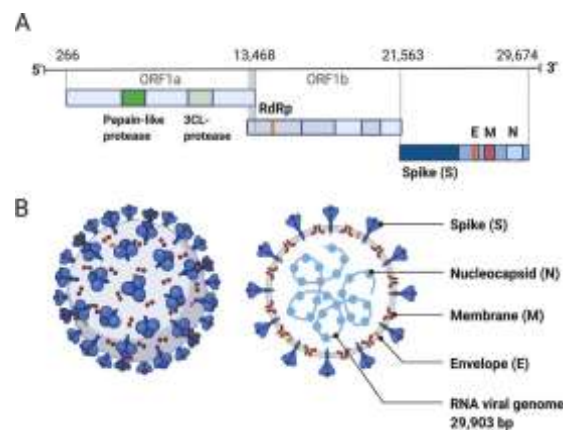 A
266 13,468 21,563 29,674
5' 3'
ORF1a ORF1b
Pepain-like
protease
3CL-
protease
RdRp
E M N
Spike (S)
B
Spike (S)
Nucleocapsid (N)
Membrane (M)
Envelope (E)
RNA viral genome
29,903 bp